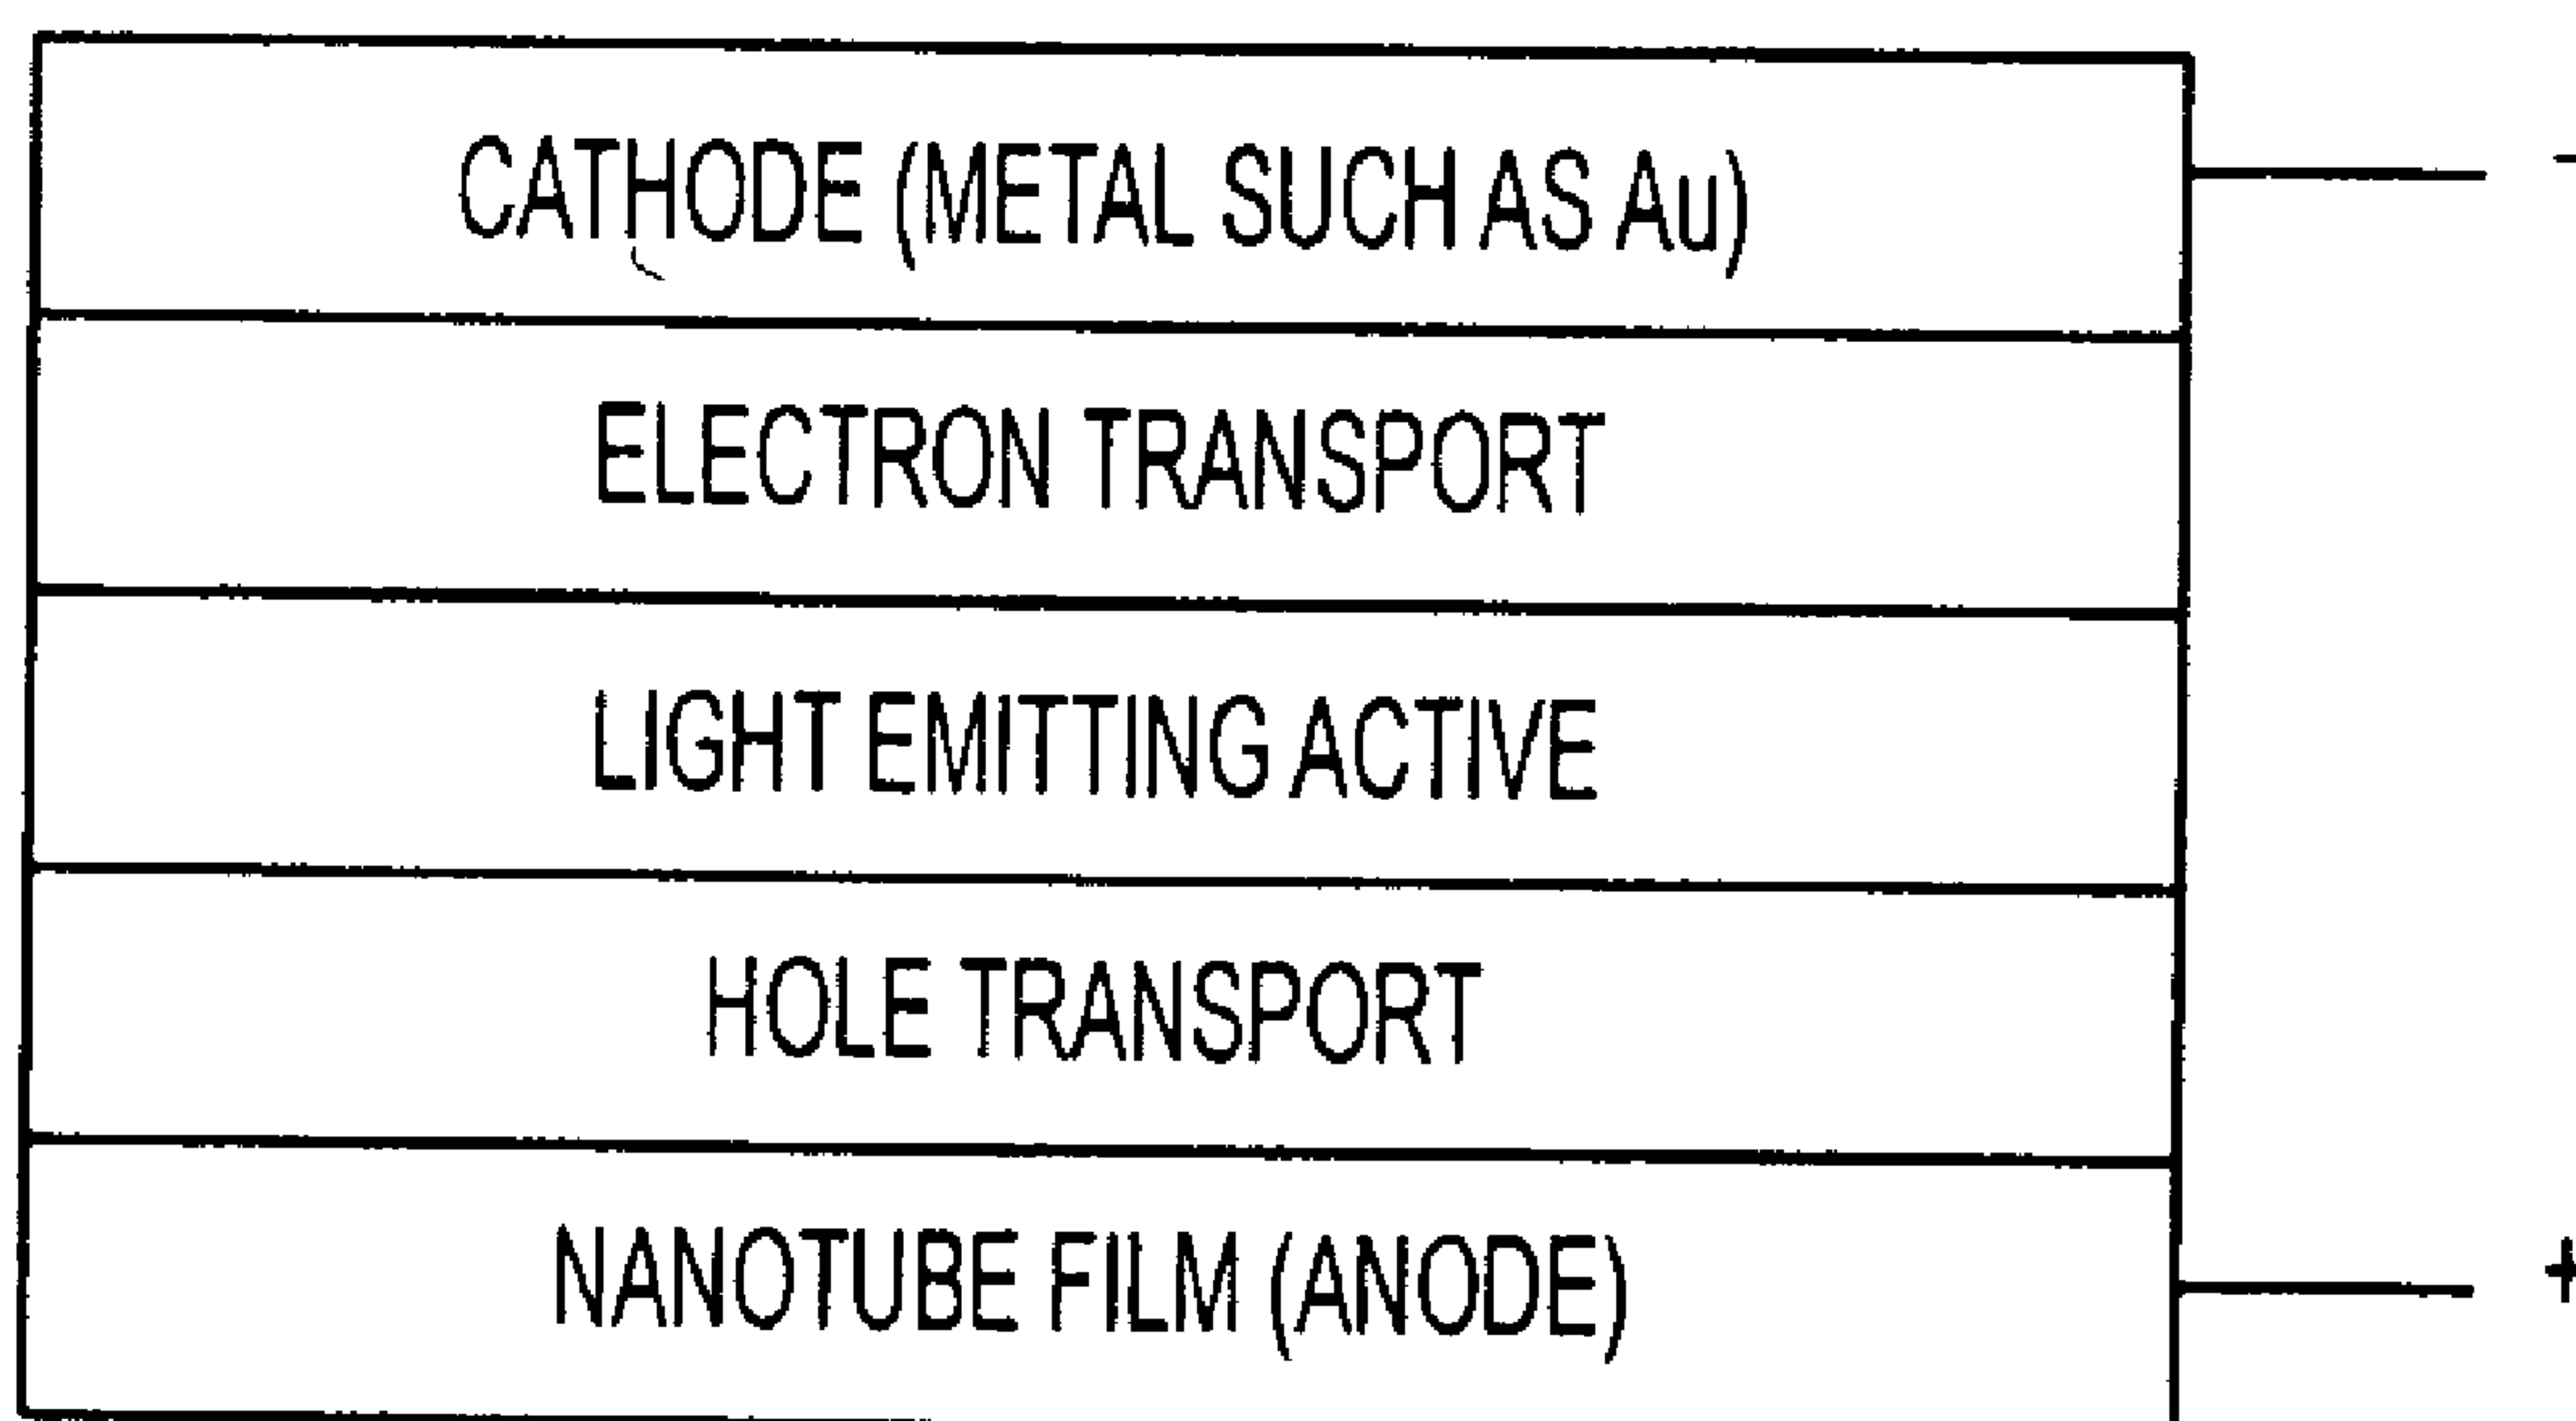 CATHODE (METAL SUCH AS Au)
-
ELECTRON TRANSPORT
LIGHT EMITTING ACTIVE
HOLE TRANSPORT
NANOTUBE FILM (ANODE)
+